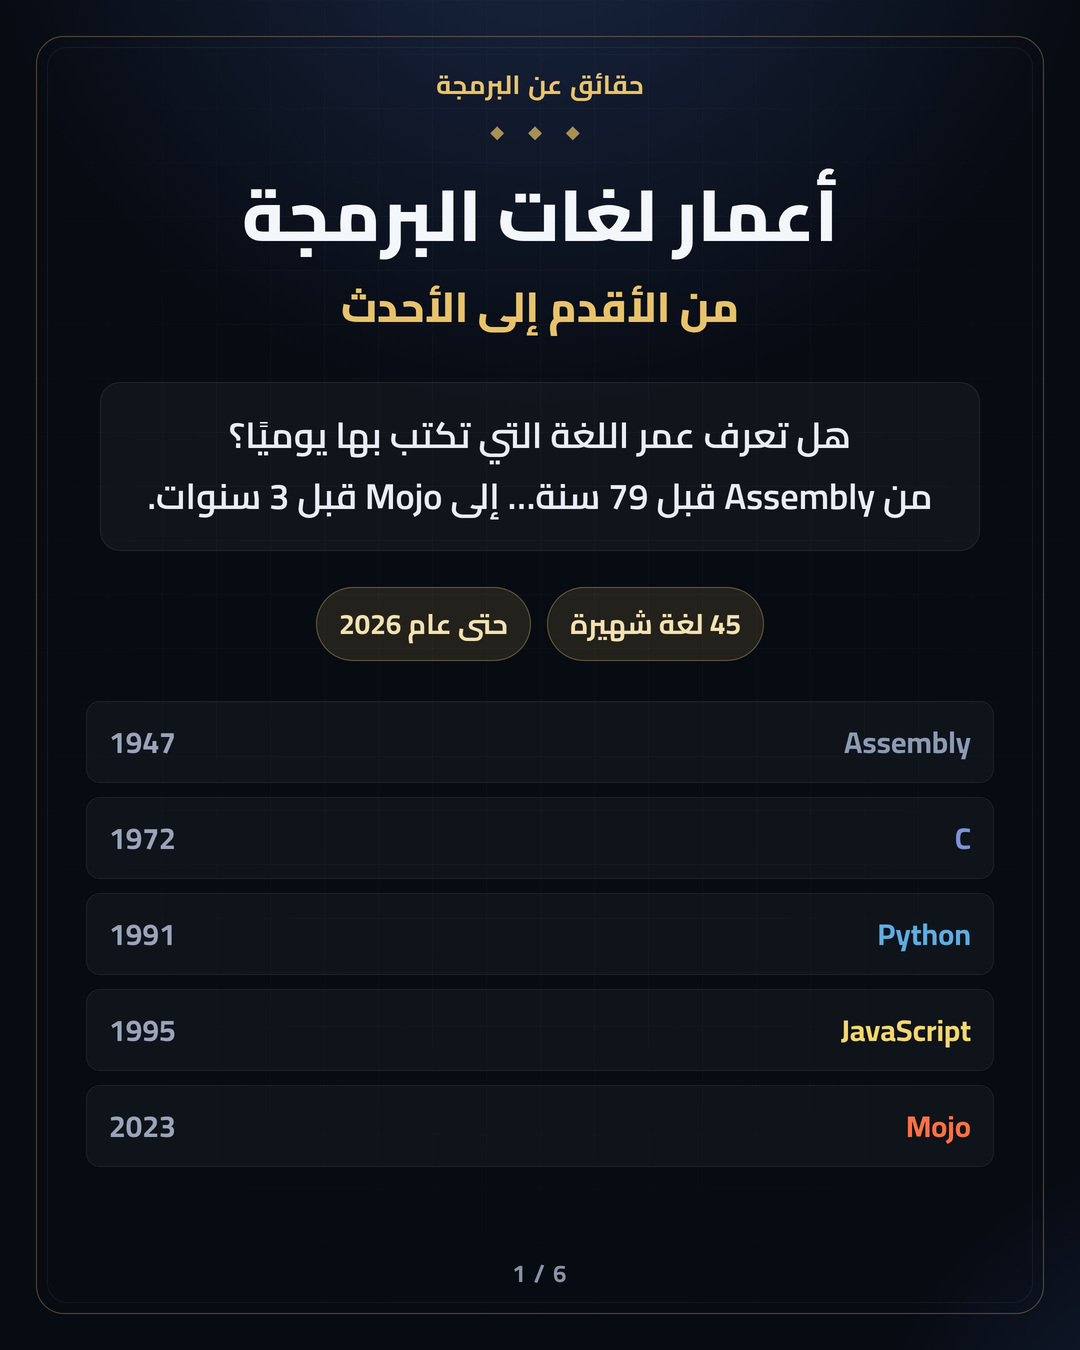 حقائق عن البرمجة
أعمار لغات البرمجة
من الأقدم إلى الأحدث
هل تعرف عمر اللغة التي تكتب بها يوميًا؟
من Assembly قبل 79 سنة... إلى Mojo قبل 3 سنوات.
45 لغة شهيرة
حتى عام 2026
Assembly 1947
C 1972
Python 1991
JavaScript 1995
Mojo 2023
1 / 6